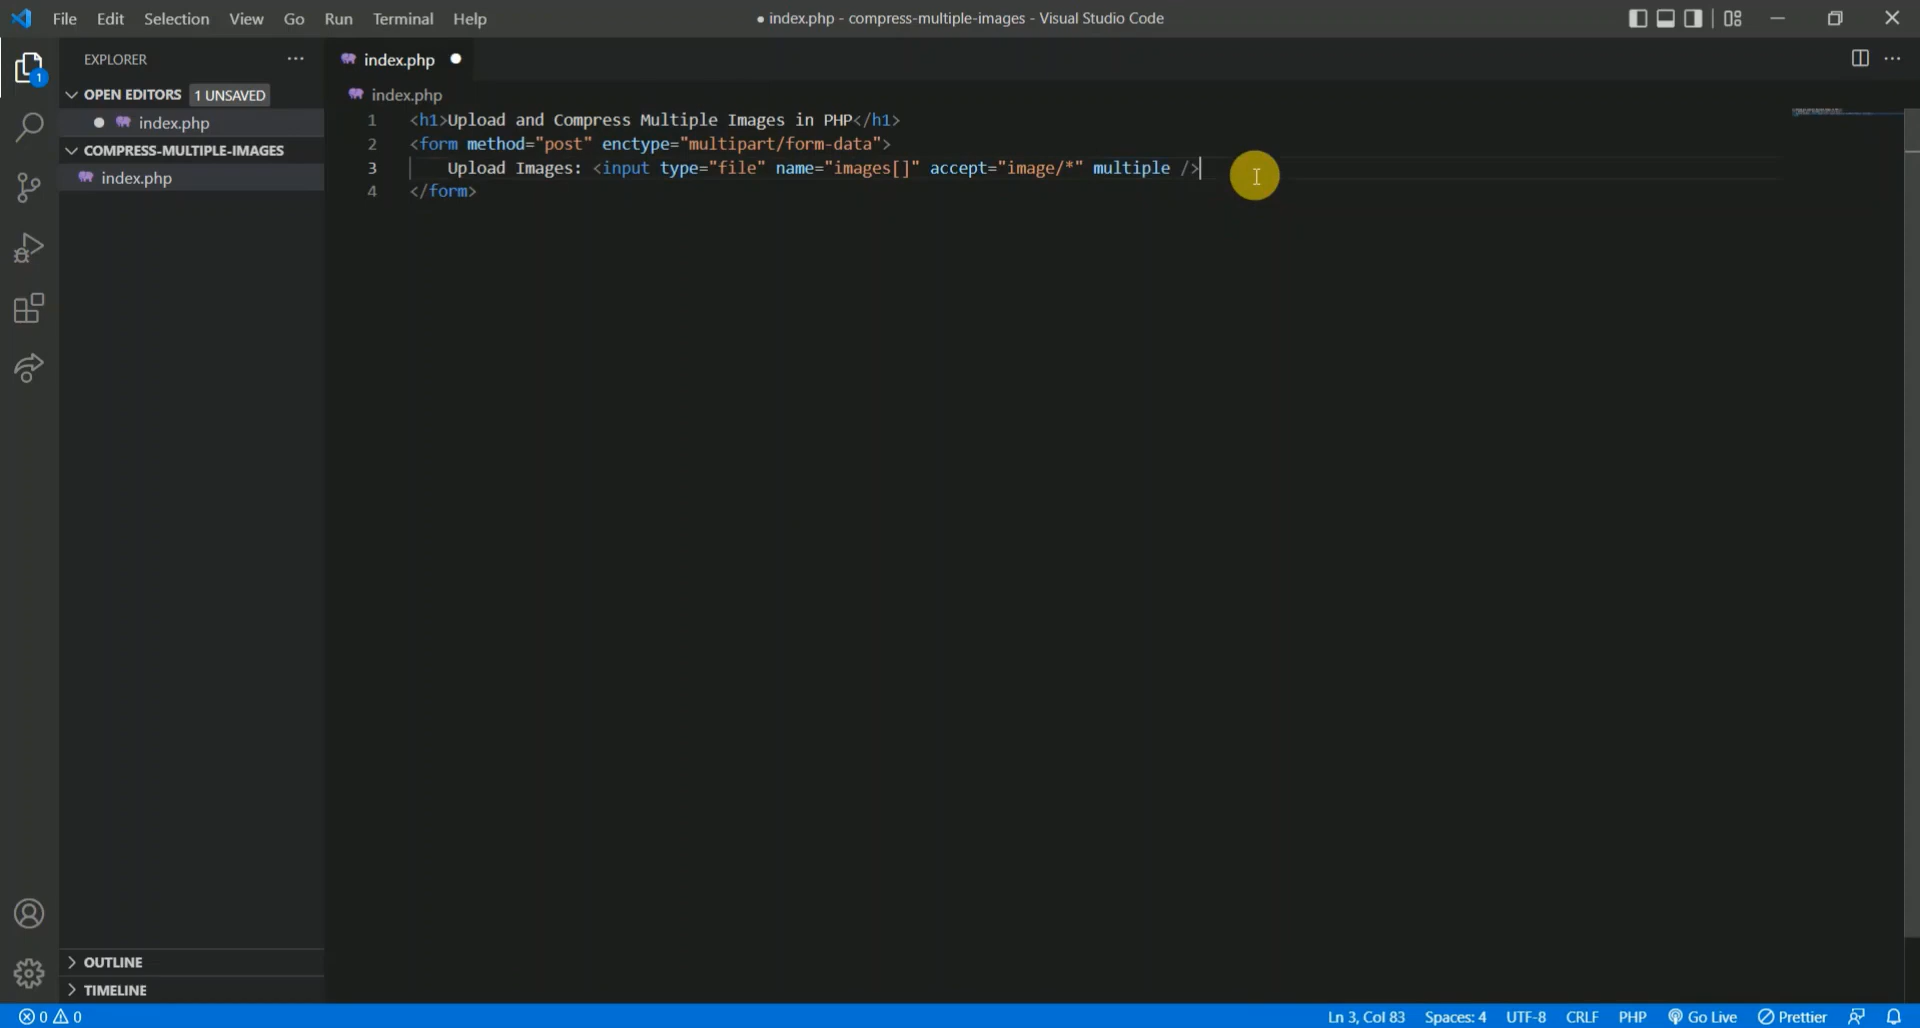 File Edit Selection View Go Run Terminal Help
● index.php - compress-multiple-images - Visual Studio Code
EXPLORER
1
OPEN EDITORS 1 UNSAVED
index.php
COMPRESS-MULTIPLE-IMAGES
index.php
OUTLINE
TIMELINE
index.php
index.php
1 <h1>Upload and Compress Multiple Images in PHP</h1>
2 <form method="post" enctype="multipart/form-data">
3 Upload Images: <input type="file" name="images[]" accept="image/*" multiple />
4 </form>
0 0
Ln 3, Col 83 Spaces: 4 UTF-8 CRLF PHP Go Live Prettier